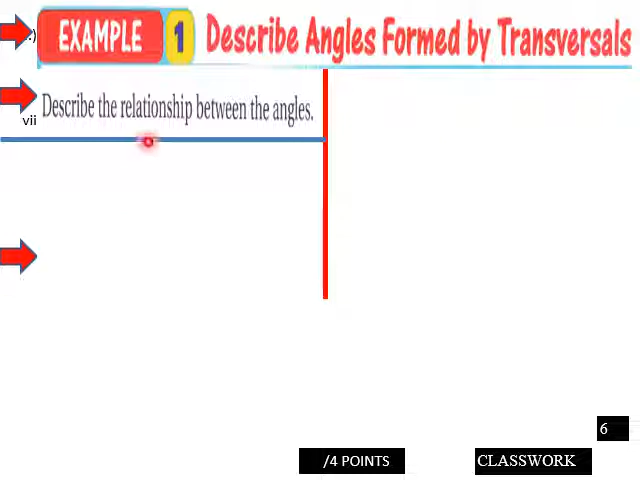 .)
EXAMPLE 1 Describe Angles Formed by Transversals
Describe the relationship between the angles.
vii
6
/4 POINTS
CLASSWORK